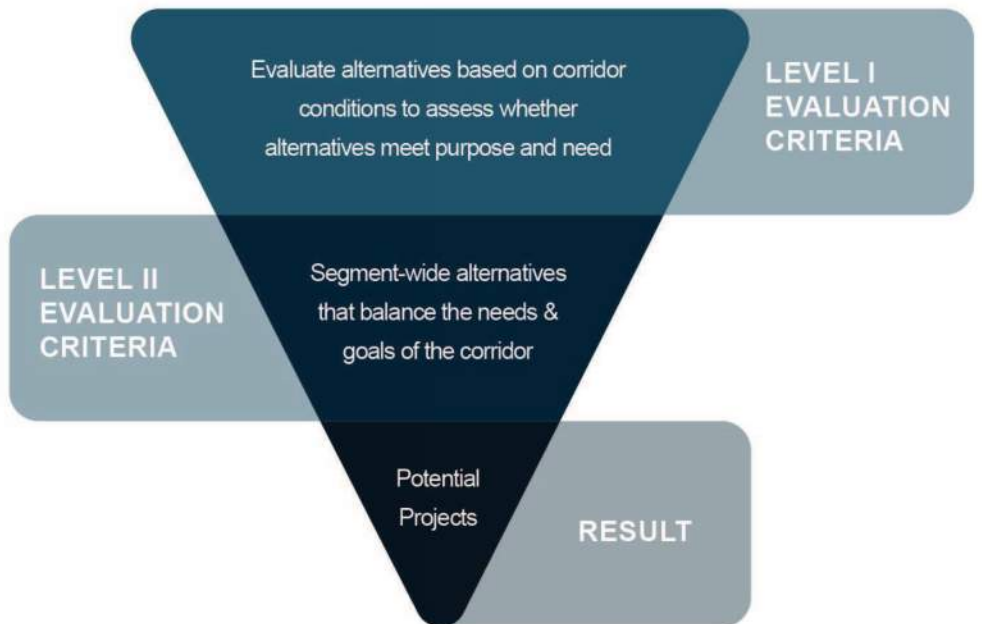 Evaluate alternatives based on corridor
conditions to assess whether
alternatives meet purpose and need
LEVEL I
EVALUATION
CRITERIA
LEVEL II
EVALUATION
CRITERIA
Segment-wide alternatives
that balance the needs &
goals of the corridor
Potential
Projects
RESULT